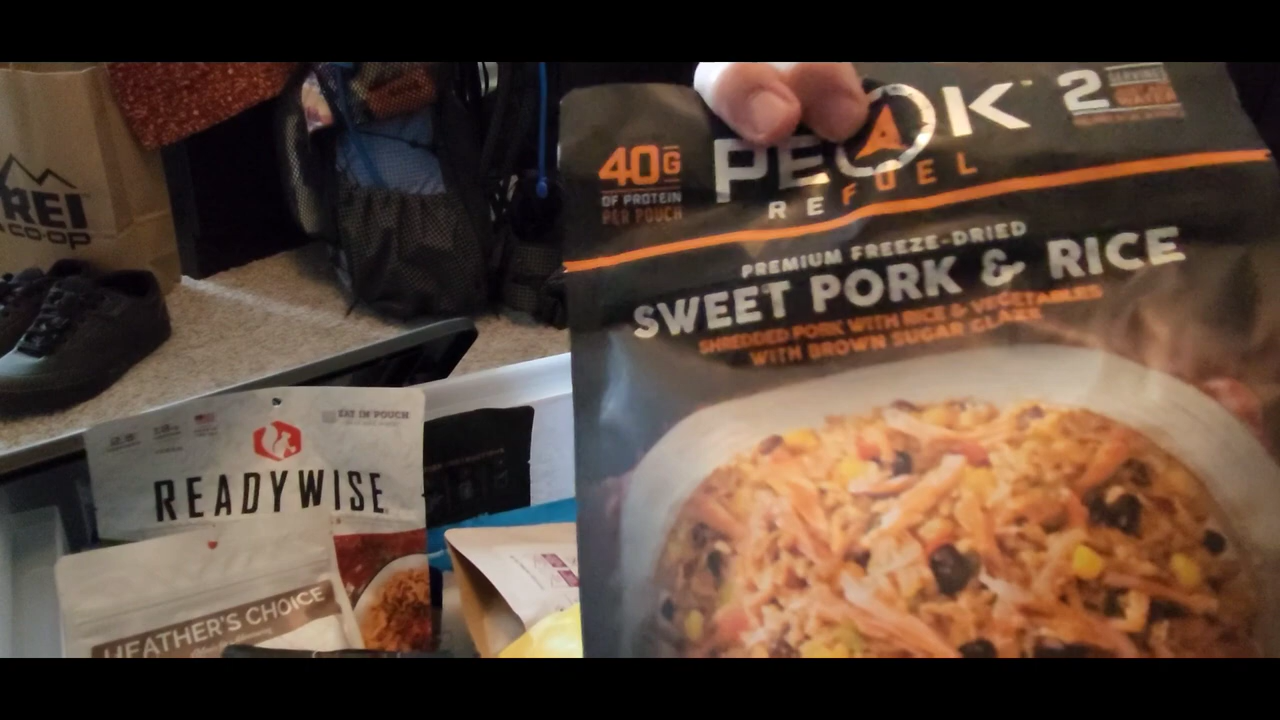 REI
CO·OP
40G
OF PROTEIN
PER POUCH
PEAK
REFUEL
2
SERVINGS
PREMIUM FREEZE-DRIED
SWEET PORK & RICE
SHREDDED PORK WITH RICE & VEGETABLES
WITH BROWN SUGAR GLAZE
EAT IN POUCH
READYWISE
HEATHER'S CHOICE